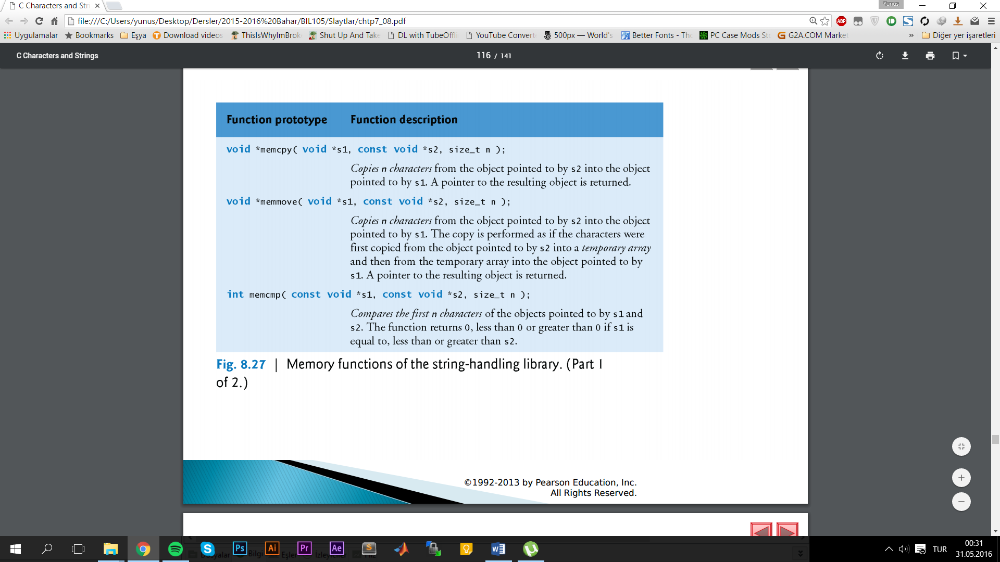 C Characters and Stri
Yunus
file:///C:/Users/yunus/Desktop/Dersler/2015-2016%20Bahar/BIL105/Slaytlar/chtp7_08.pdf
ABP
Uygulamalar
Bookmarks
Eşya
Download videos
ThisIsWhyImBrok
Shut Up And Take
DL with TubeOffli
YouTube Convert
500px — World's
Better Fonts - Th
PC Case Mods St
G2A.COM Market
»
Diğer yer işaretleri
C Characters and Strings
116 / 141
Function prototype Function description
void *memcpy( void *s1, const void *s2, size_t n );
Copies n characters from the object pointed to by s2 into the object
pointed to by s1. A pointer to the resulting object is returned.
void *memmove( void *s1, const void *s2, size_t n );
Copies n characters from the object pointed to by s2 into the object
pointed to by s1. The copy is performed as if the characters were
first copied from the object pointed to by s2 into a temporary array
and then from the temporary array into the object pointed to by
s1. A pointer to the resulting object is returned.
int memcmp( const void *s1, const void *s2, size_t n );
Compares the first n characters of the objects pointed to by s1 and
s2. The function returns 0, less than 0 or greater than 0 if s1 is
equal to, less than or greater than s2.
Fig. 8.27 | Memory functions of the string-handling library. (Part 1
of 2.)
©1992-2013 by Pearson Education, Inc.
All Rights Reserved.
Ps
Ai
Pr
Ae
Bilgi
Eşler
TUR
00:31
31.05.2016